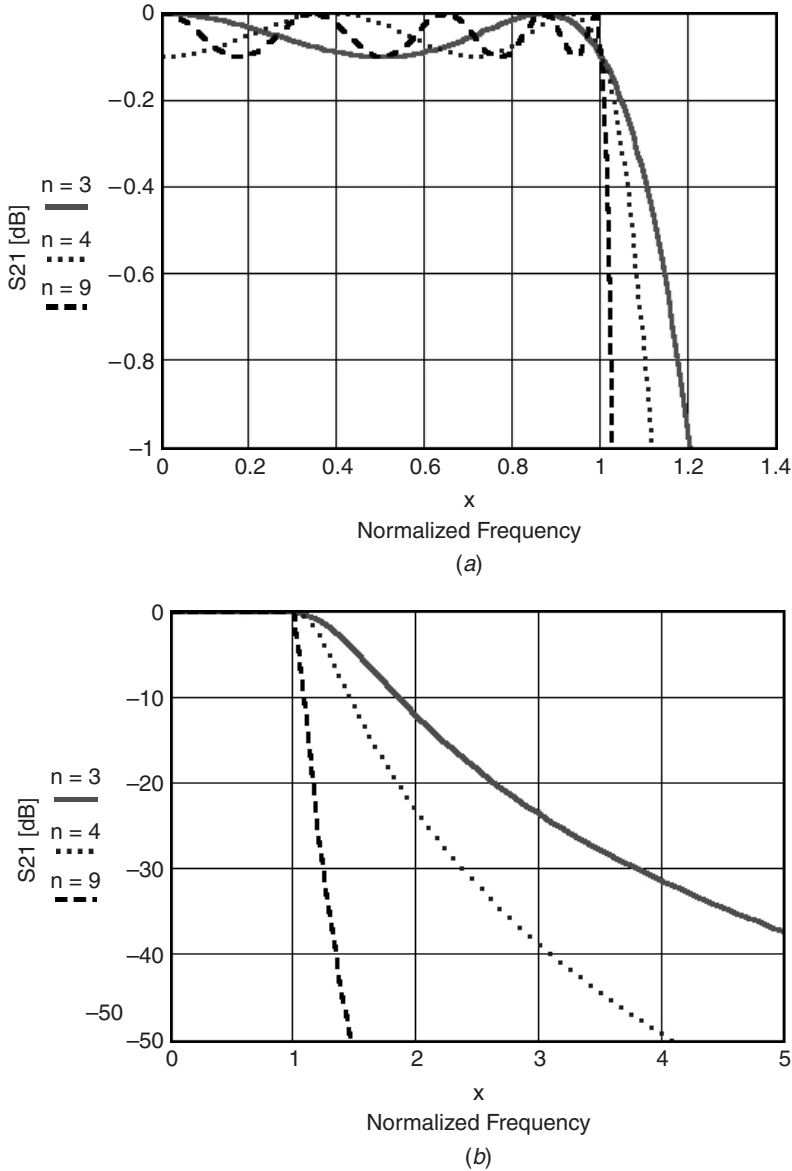 0
−0.2
−0.4
−0.6
−0.8
−1
S21 [dB]
n = 3
n = 4
n = 9
0 0.2 0.4 0.6 0.8 1 1.2 1.4
x
Normalized Frequency
(a)
0
−10
−20
−30
−40
−50
−50
S21 [dB]
n = 3
n = 4
n = 9
0 1 2 3 4 5
x
Normalized Frequency
(b)